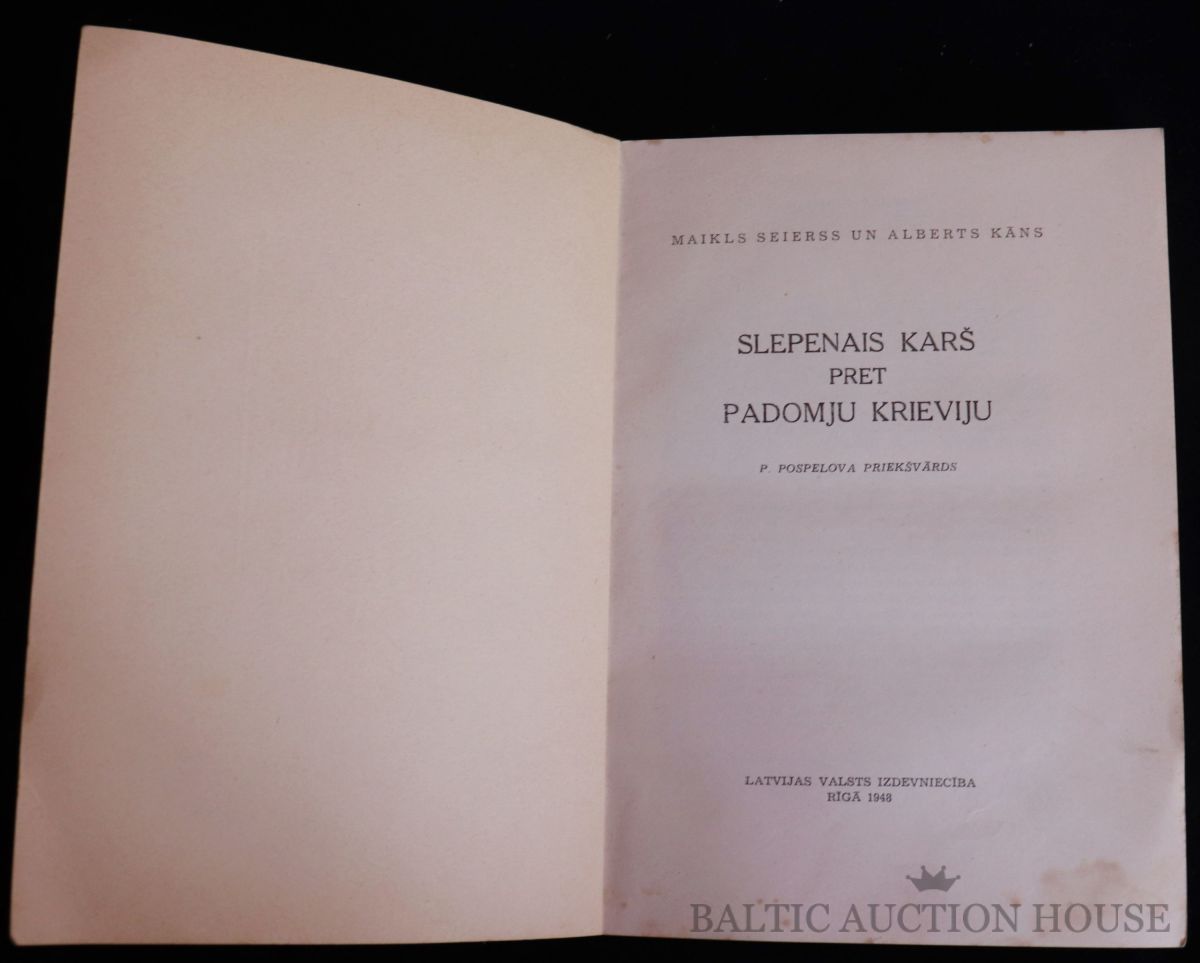 MAIKLS SEIERSS UN ALBERTS KĀNS
SLEPENAIS KARŠ
PRET
PADOMJU KRIEVIJU
P. POSPELOVA PRIEKŠVĀRDS
LATVIJAS VALSTS IZDEVNIECĪBA
RĪGĀ 1948
BALTIC AUCTION HOUSE